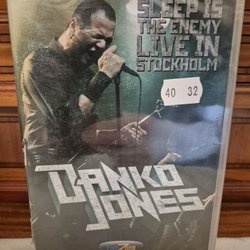 SLEEP IS
THE ENEMY
LIVE IN
STOCKHOLM
40 32
DANKO
JONES